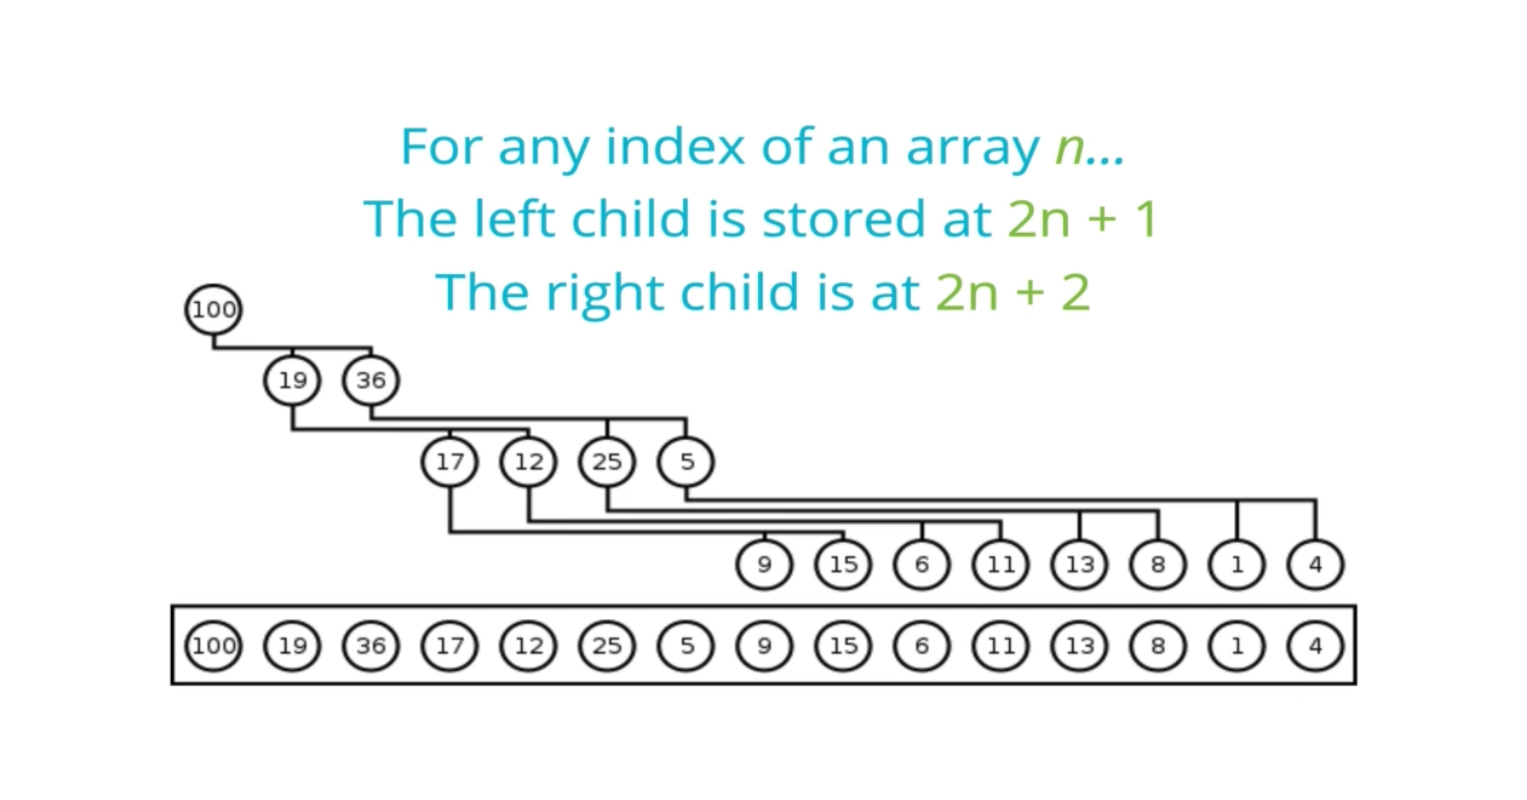 For any index of an array n...
The left child is stored at 2n + 1
The right child is at 2n + 2
100
19 36
17 12 25 5
9 15 6 11 13 8 1 4
100 19 36 17 12 25 5 9 15 6 11 13 8 1 4